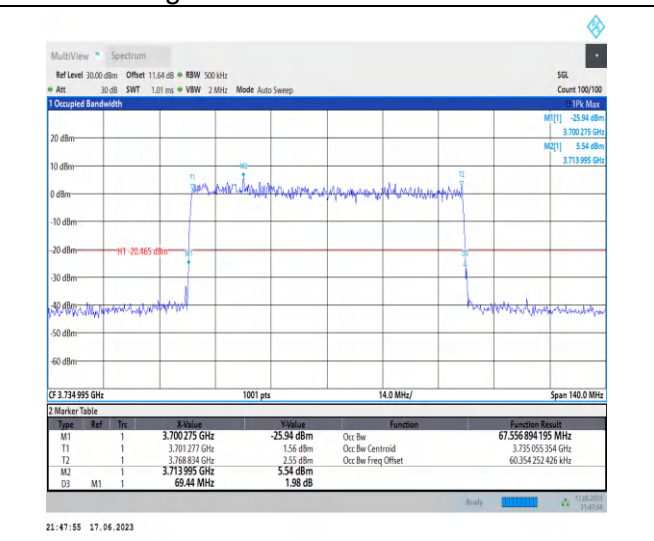 MultiView Spectrum
Ref Level 30.00 dBm Offset 11.64 dB RBW 500 kHz SGL
Att 30 dB SWT 1.01 ms VBW 2 MHz Mode Auto Sweep Count 100/100
1 Occupied Bandwidth 1Pk Max
M1[1] -25.94 dBm
3.700 275 GHz
20 dBm
M2[1] 5.54 dBm
3.713 995 GHz
10 dBm
M2
T1
T2
0 dBm
-10 dBm
-20 dBm
H1 -20.465 dBm
M1
D3
-30 dBm
-40 dBm
-50 dBm
-60 dBm
CF 3.734 995 GHz 1001 pts 14.0 MHz/ Span 140.0 MHz
2 Marker Table
Type Ref Trc X-Value Y-Value Function Function Result
M1 1 3.700275 GHz -25.94 dBm Occ Bw 67.556 894 195 MHz
T1 1 3.701 277 GHz 1.56 dBm Occ Bw Centroid 3.735 055 354 GHz
T2 1 3.768 834 GHz 2.55 dBm Occ Bw Freq Offset 60.354 252 426 kHz
M2 1 3.713995 GHz 5.54 dBm
D3 M1 1 69.44 MHz 1.98 dB
Ready
21:47:55 17.06.2023